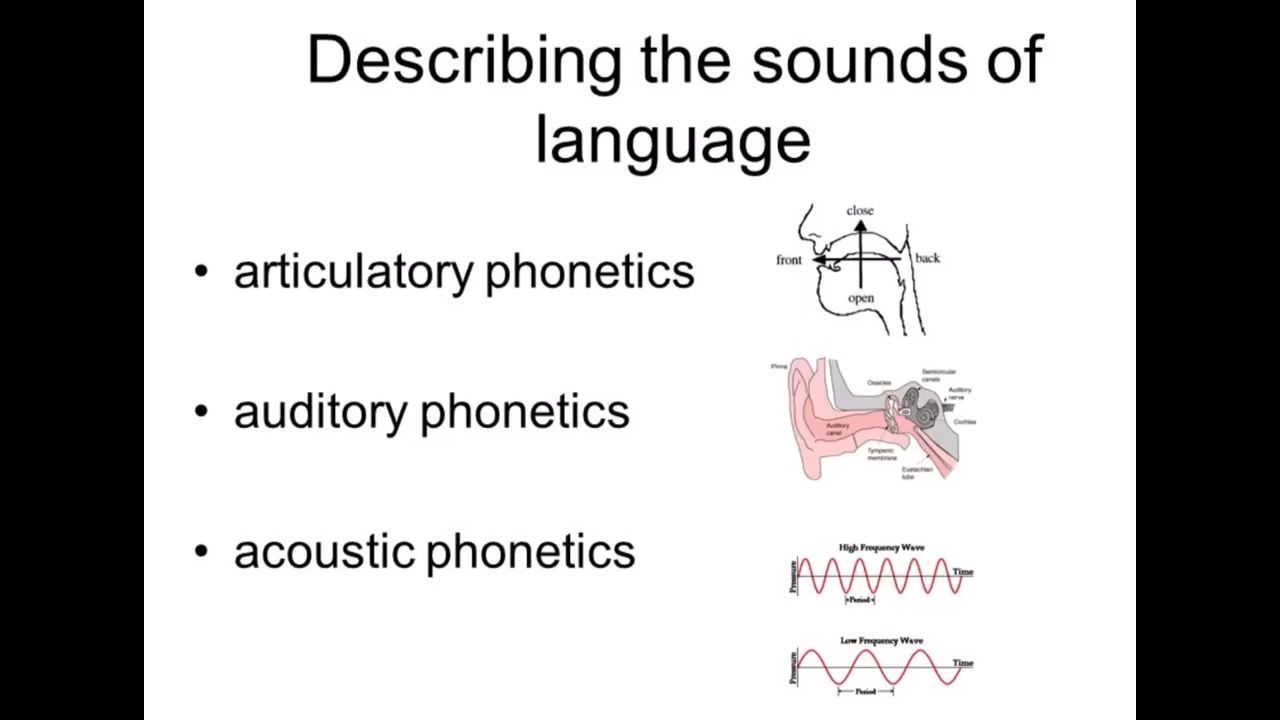 Describing the sounds of
language
• articulatory phonetics
close
front
back
open
• auditory phonetics
Pinna
Semicircular
canals
Ossicles
Auditory
nerve
Cochlea
Auditory
canal
Tympanic
membrane
Eustachian
tube
• acoustic phonetics
High Frequency Wave
Pressure
Time
Period
Low Frequency Wave
Pressure
Time
Period